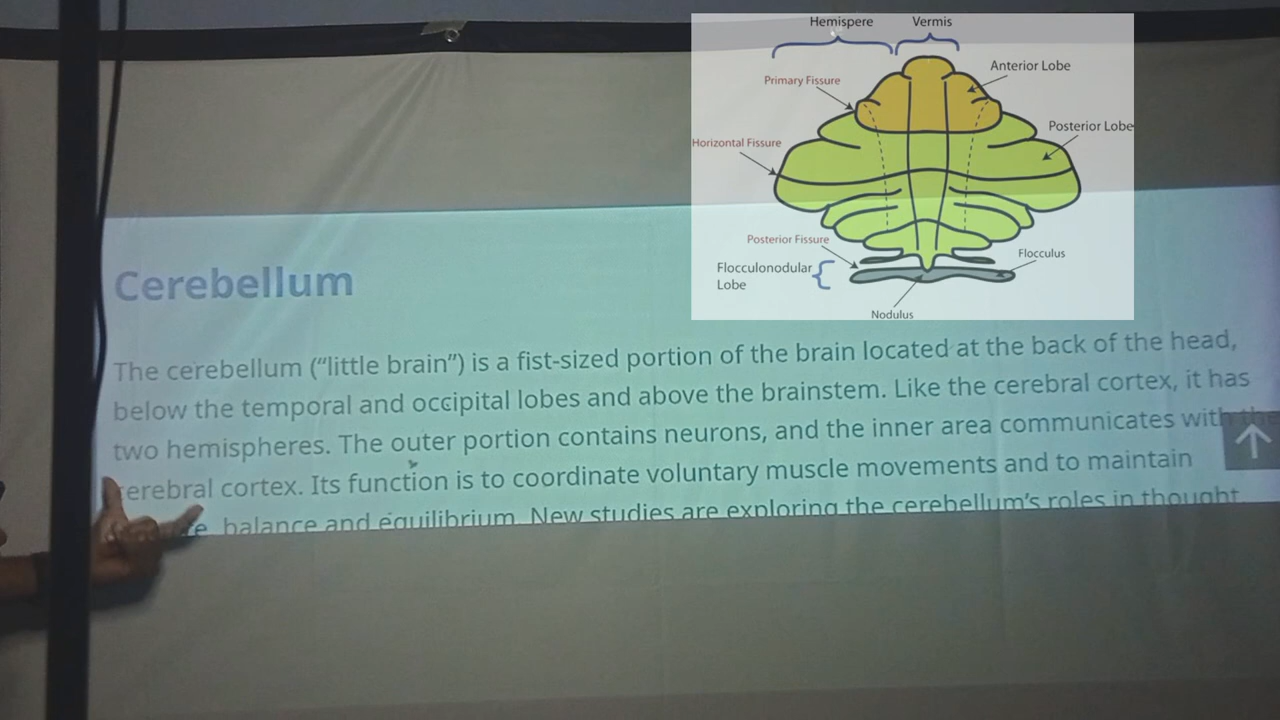 Hemispere Vermis
Anterior Lobe
Primary Fissure
Posterior Lobe
Horizontal Fissure
Posterior Fissure
Flocculus
Flocculonodular
Lobe
Nodulus
Cerebellum
The cerebellum (“little brain”) is a fist-sized portion of the brain located at the back of the head,
below the temporal and occipital lobes and above the brainstem. Like the cerebral cortex, it has
two hemispheres. The outer portion contains neurons, and the inner area communicates with the
cerebral cortex. Its function is to coordinate voluntary muscle movements and to maintain
balance and equilibrium. New studies are exploring the cerebellum’s roles in thought